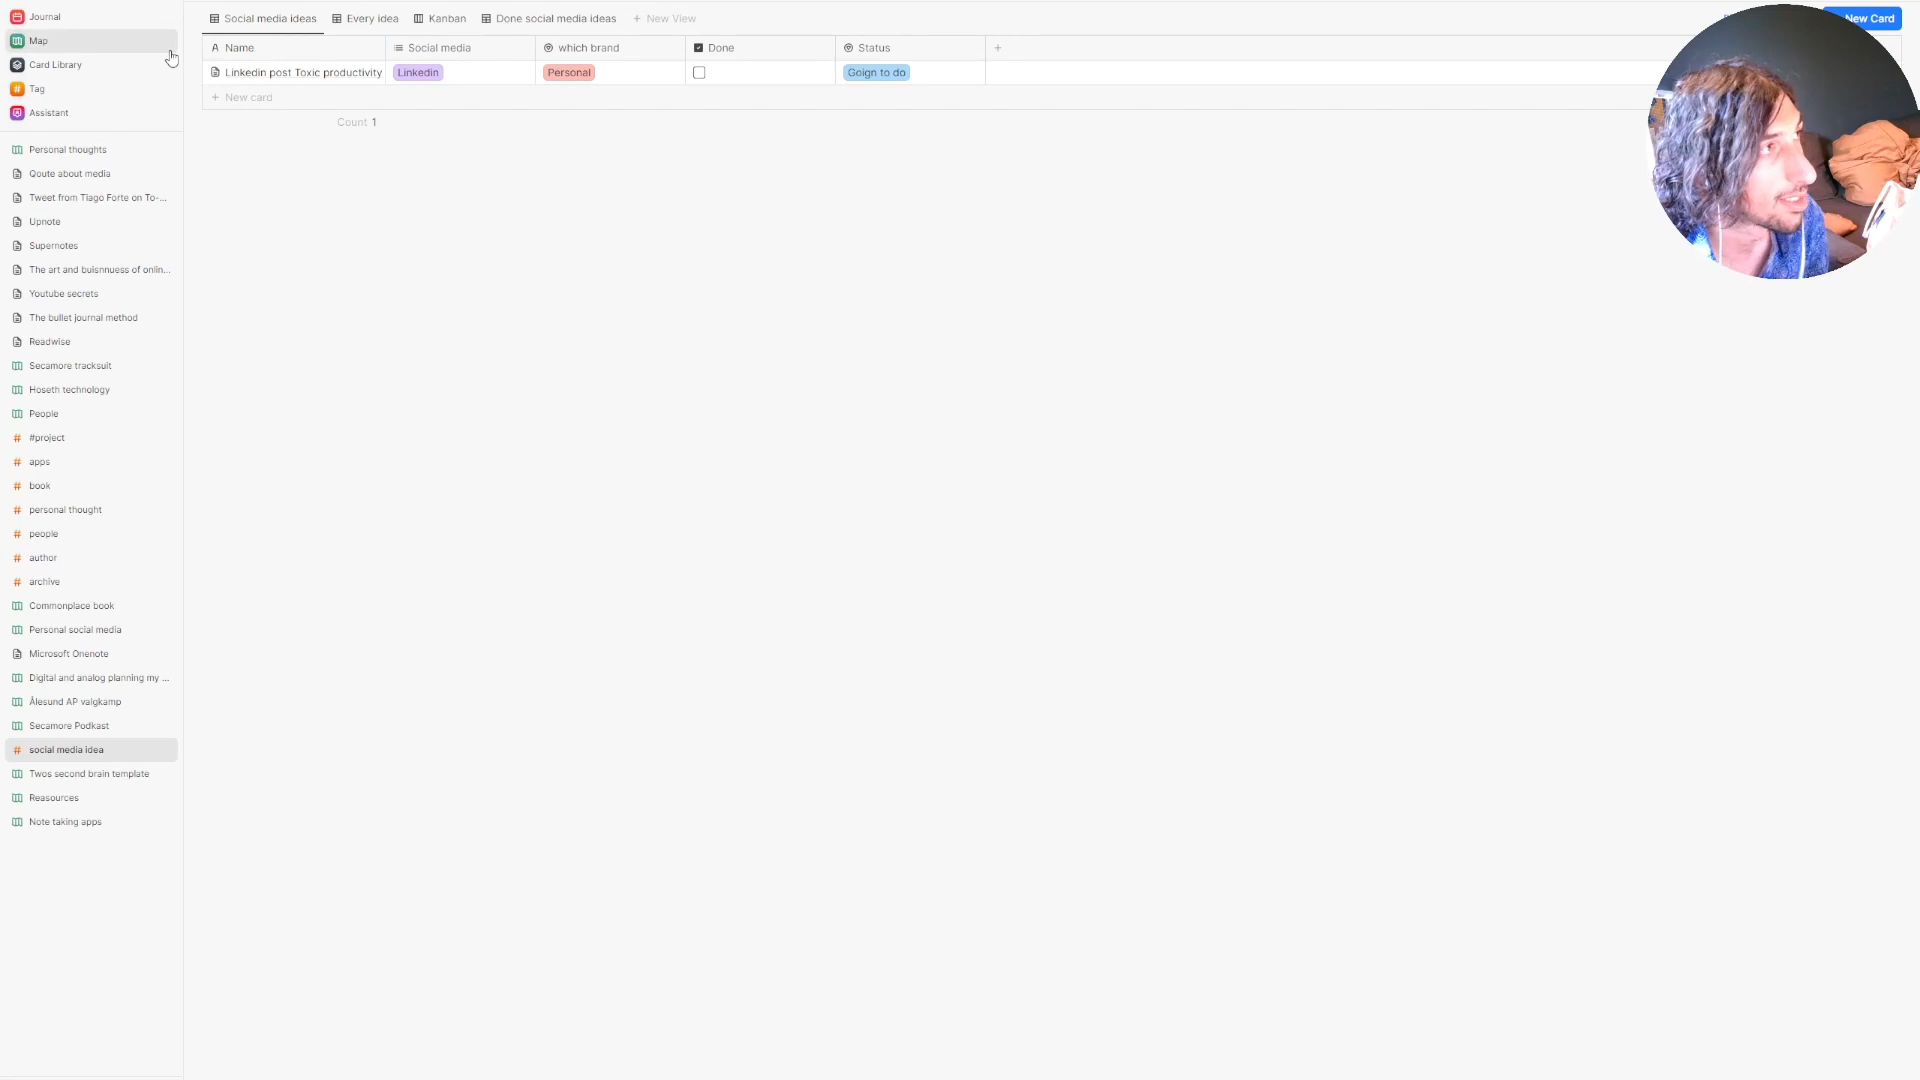 Journal
Map
Card Library
Tag
Assistant
Personal thoughts
Qoute about media
Tweet from Tiago Forte on To-...
Upnote
Supernotes
The art and buisnnuess of onlin...
Youtube secrets
The bullet journal method
Readwise
Secamore tracksuit
Hoseth technology
People
# #project
# apps
# book
# personal thought
# people
# author
# archive
Commonplace book
Personal social media
Microsoft Onenote
Digital and analog planning my ...
Ålesund AP valgkamp
Secamore Podkast
# social media idea
Twos second brain template
Reasources
Note taking apps
Social media ideas Every idea Kanban Done social media ideas + New View
New Card
Name Social media which brand Done Status +
Linkedin post Toxic productivity Linkedin Personal Goign to do
+ New card
Count 1